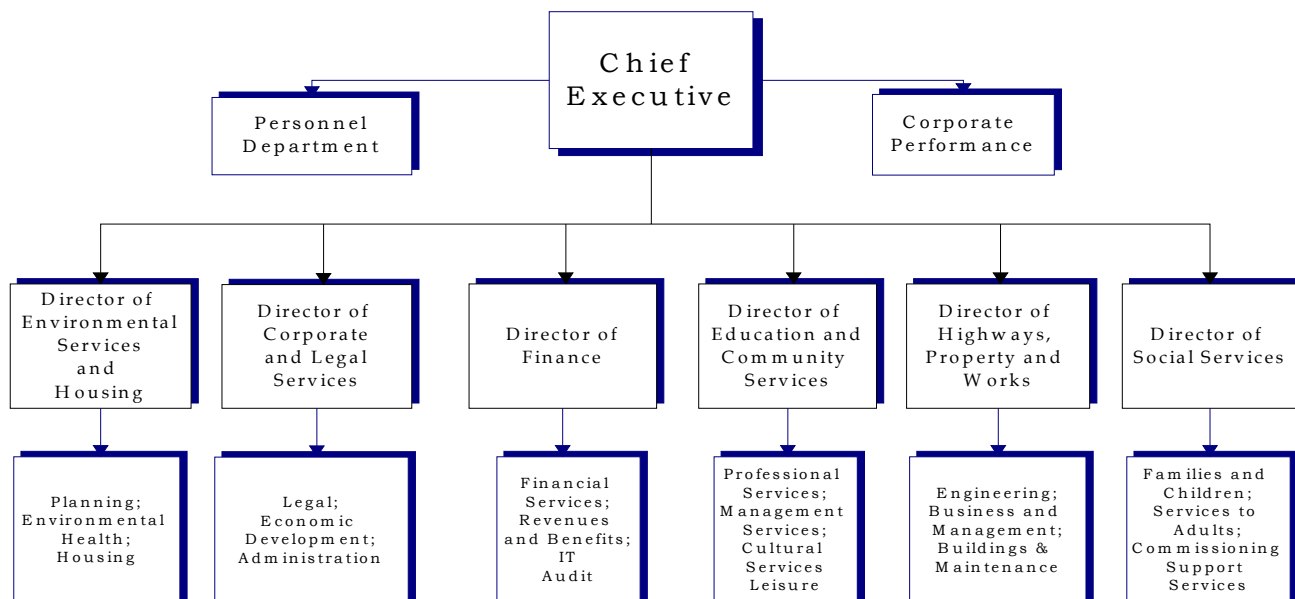 Chief
Executive
Personnel
Department
Corporate
Performance
Director of
Environmental
Services
and
Housing
Director of
Corporate
and Legal
Services
Director of
Finance
Director of
Education and
Community
Services
Director of
Highways,
Property and
Works
Director of
Social Services
Planning;
Environmental
Health;
Housing
Legal;
Economic
Development;
Administration
Financial
Services;
Revenues
and Benefits;
IT
Audit
Professional
Services;
Management
Services;
Cultural
Services
Leisure
Engineering;
Business and
Management;
Buildings &
Maintenance
Families and
Children;
Services to
Adults;
Commissioning
Support
Services